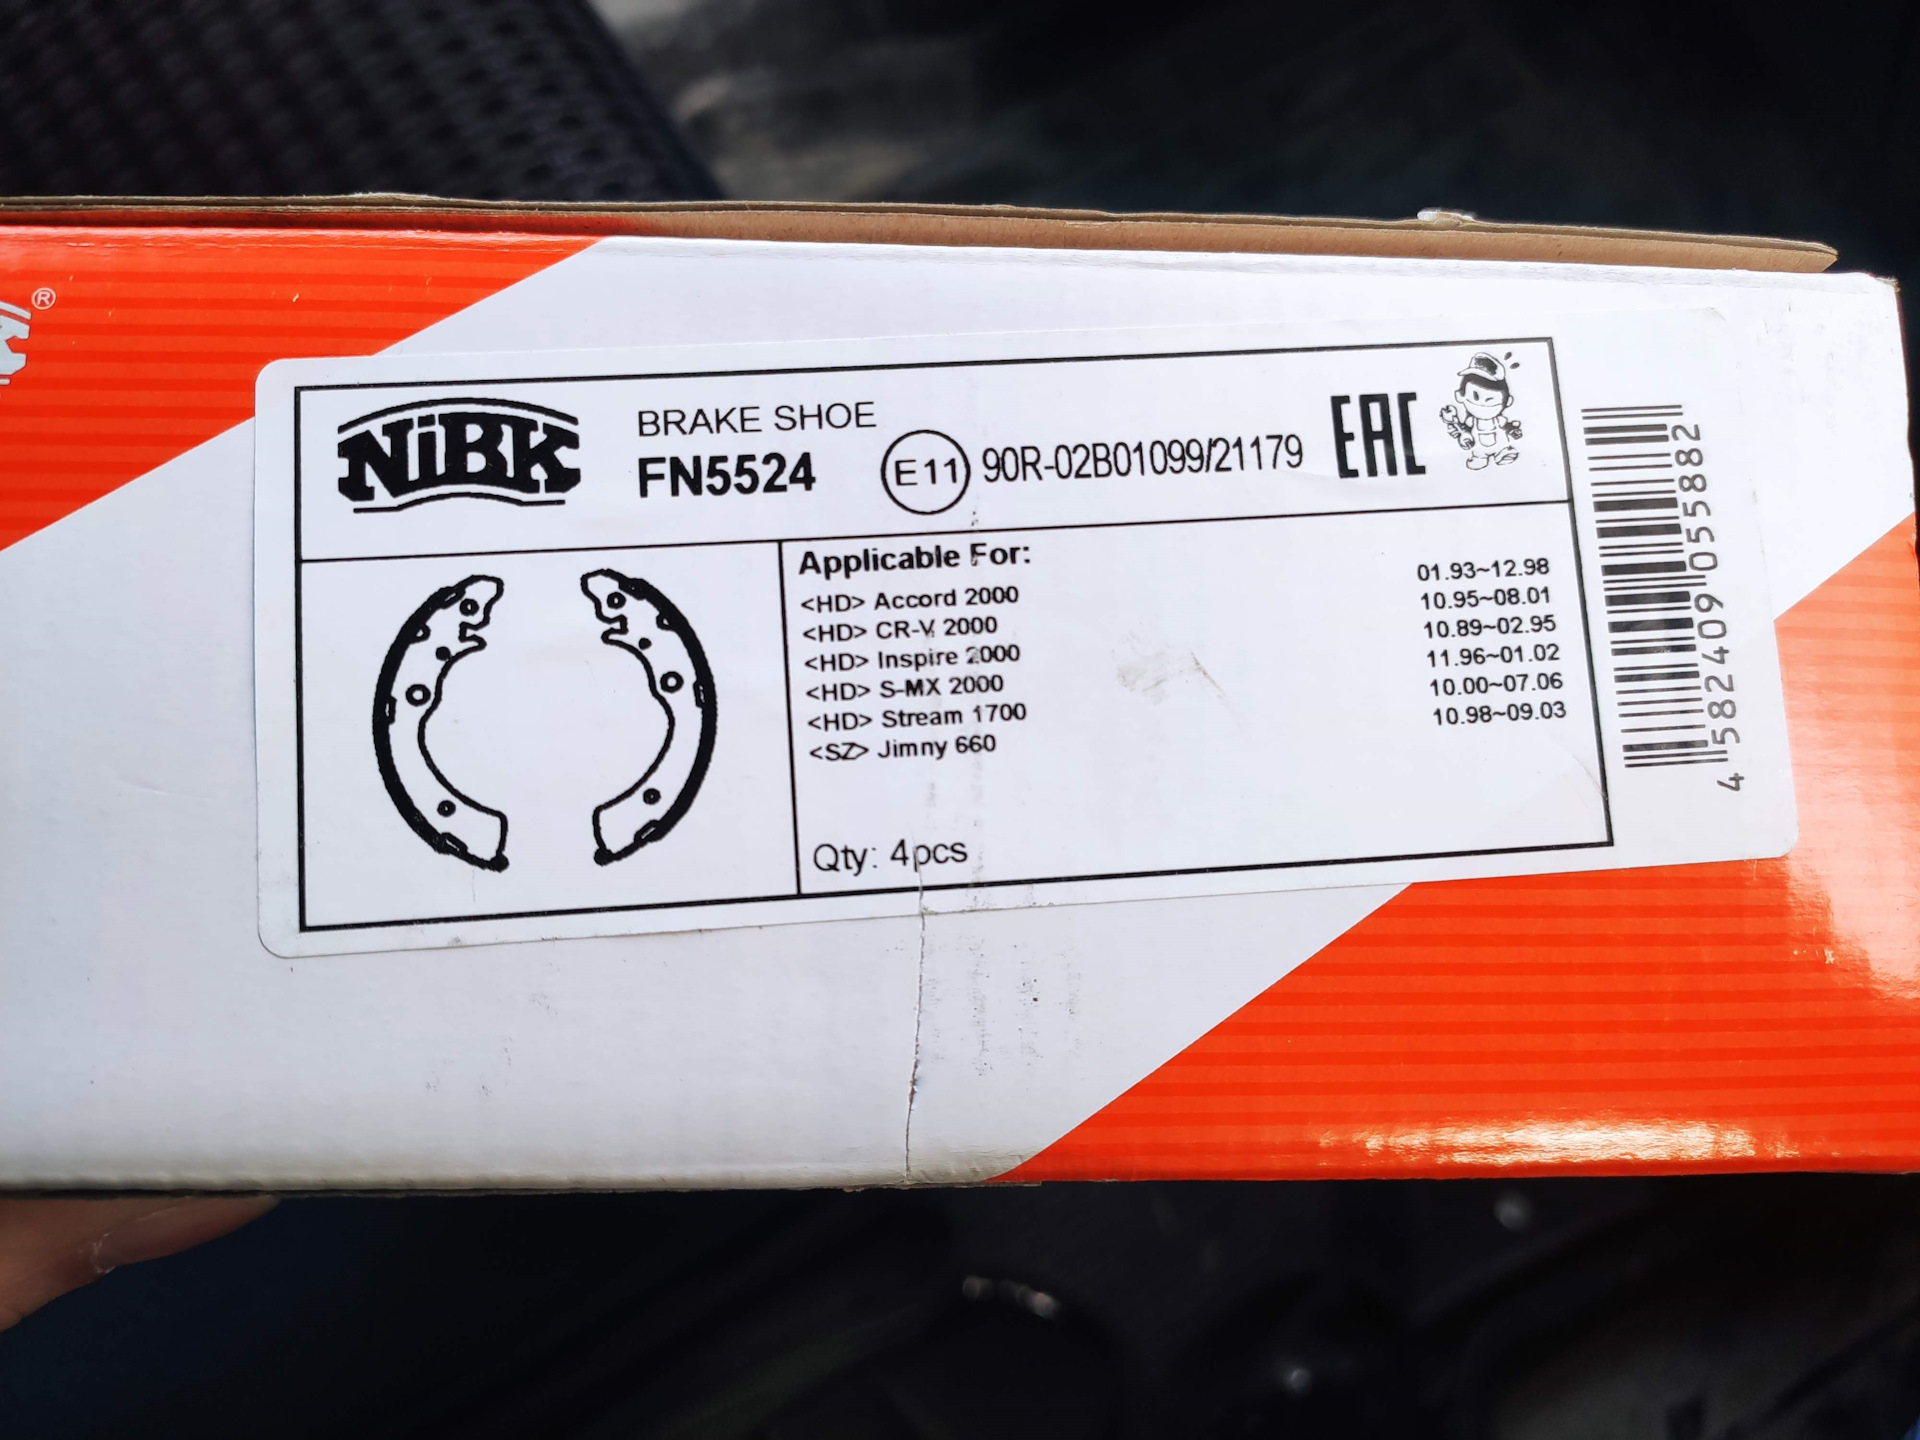 ®
NiBK
BRAKE SHOE
FN5524
E11 90R-02B01099/21179
EAC
Applicable For:
<HD> Accord 2000 01.93~12.98
<HD> CR-V 2000 10.95~08.01
<HD> Inspire 2000 10.89~02.95
<HD> S-MX 2000 11.96~01.02
<HD> Stream 1700 10.00~07.06
<SZ> Jimny 660 10.98~09.03
Qty: 4pcs
4 582409 055882